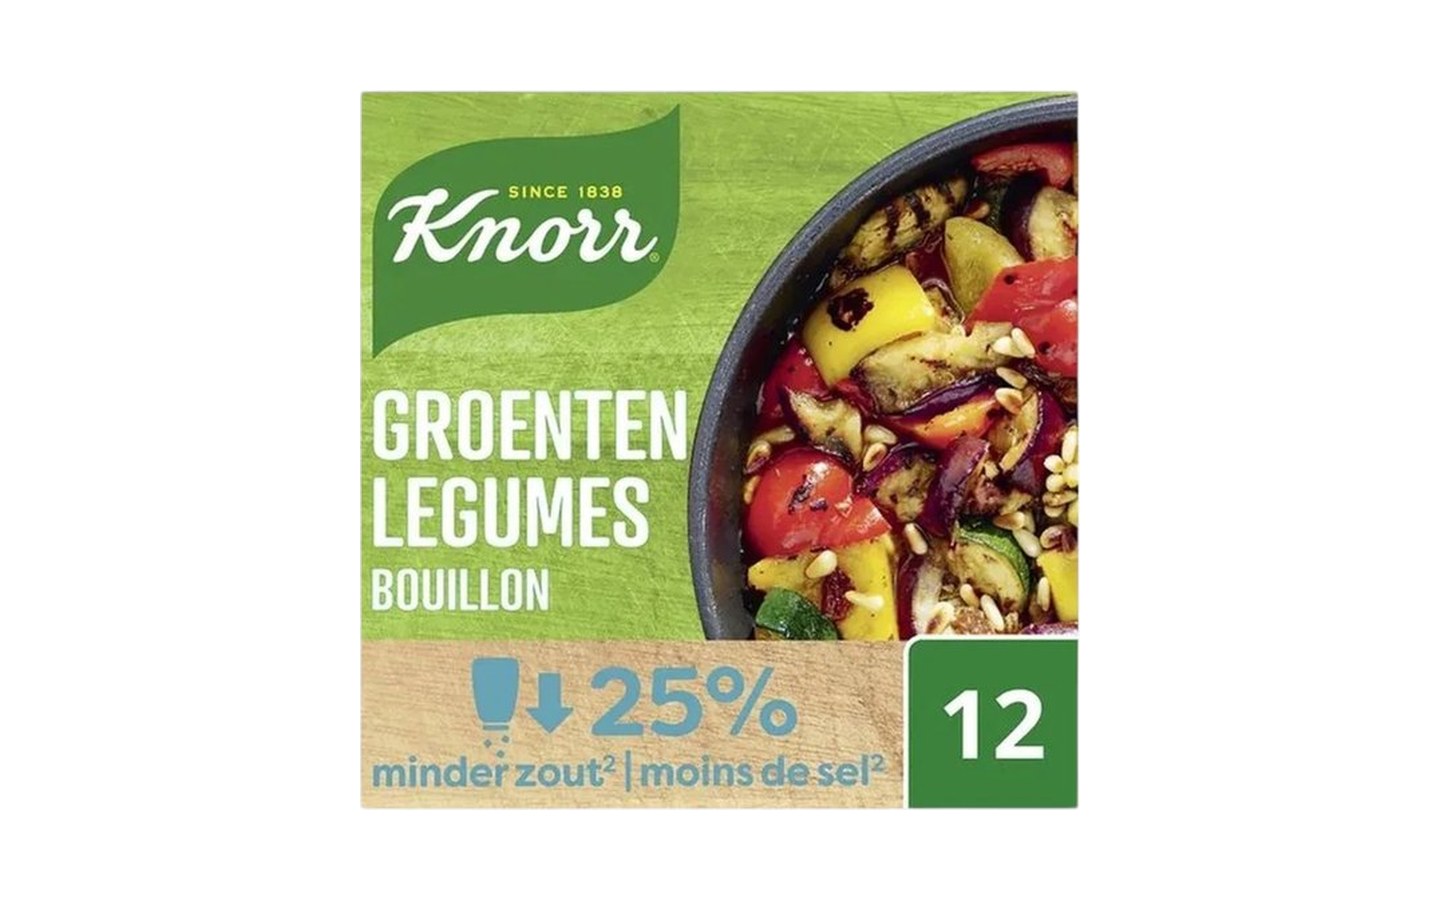 SINCE 1838
Knorr®
GROENTEN
LEGUMES
BOUILLON
25%
minder zout² | moins de sel²
12